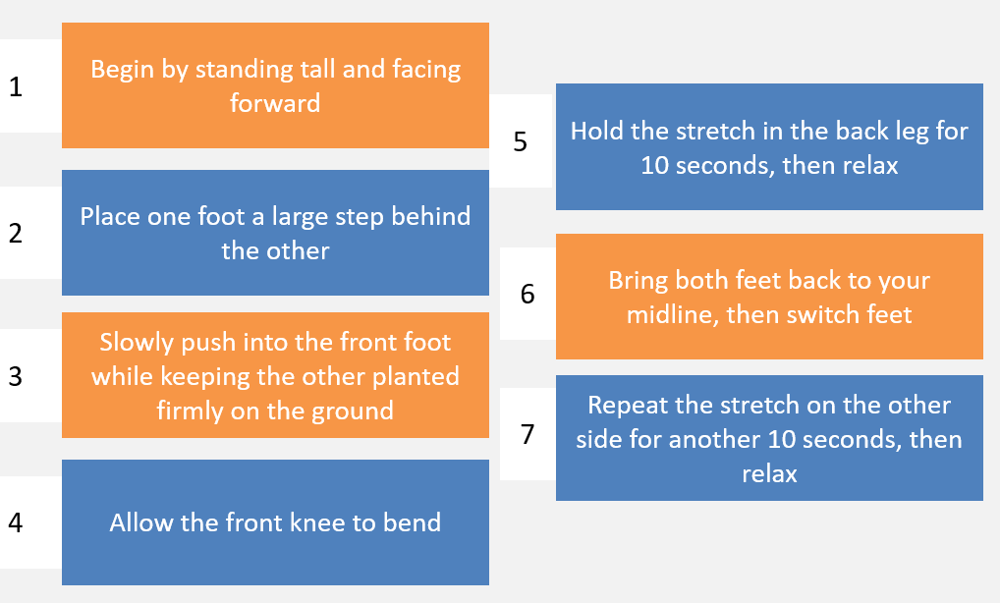 1
Begin by standing tall and facing
forward
2
Place one foot a large step behind
the other
3
Slowly push into the front foot
while keeping the other planted
firmly on the ground
4
Allow the front knee to bend
5
Hold the stretch in the back leg for
10 seconds, then relax
6
Bring both feet back to your
midline, then switch feet
7
Repeat the stretch on the other
side for another 10 seconds, then
relax